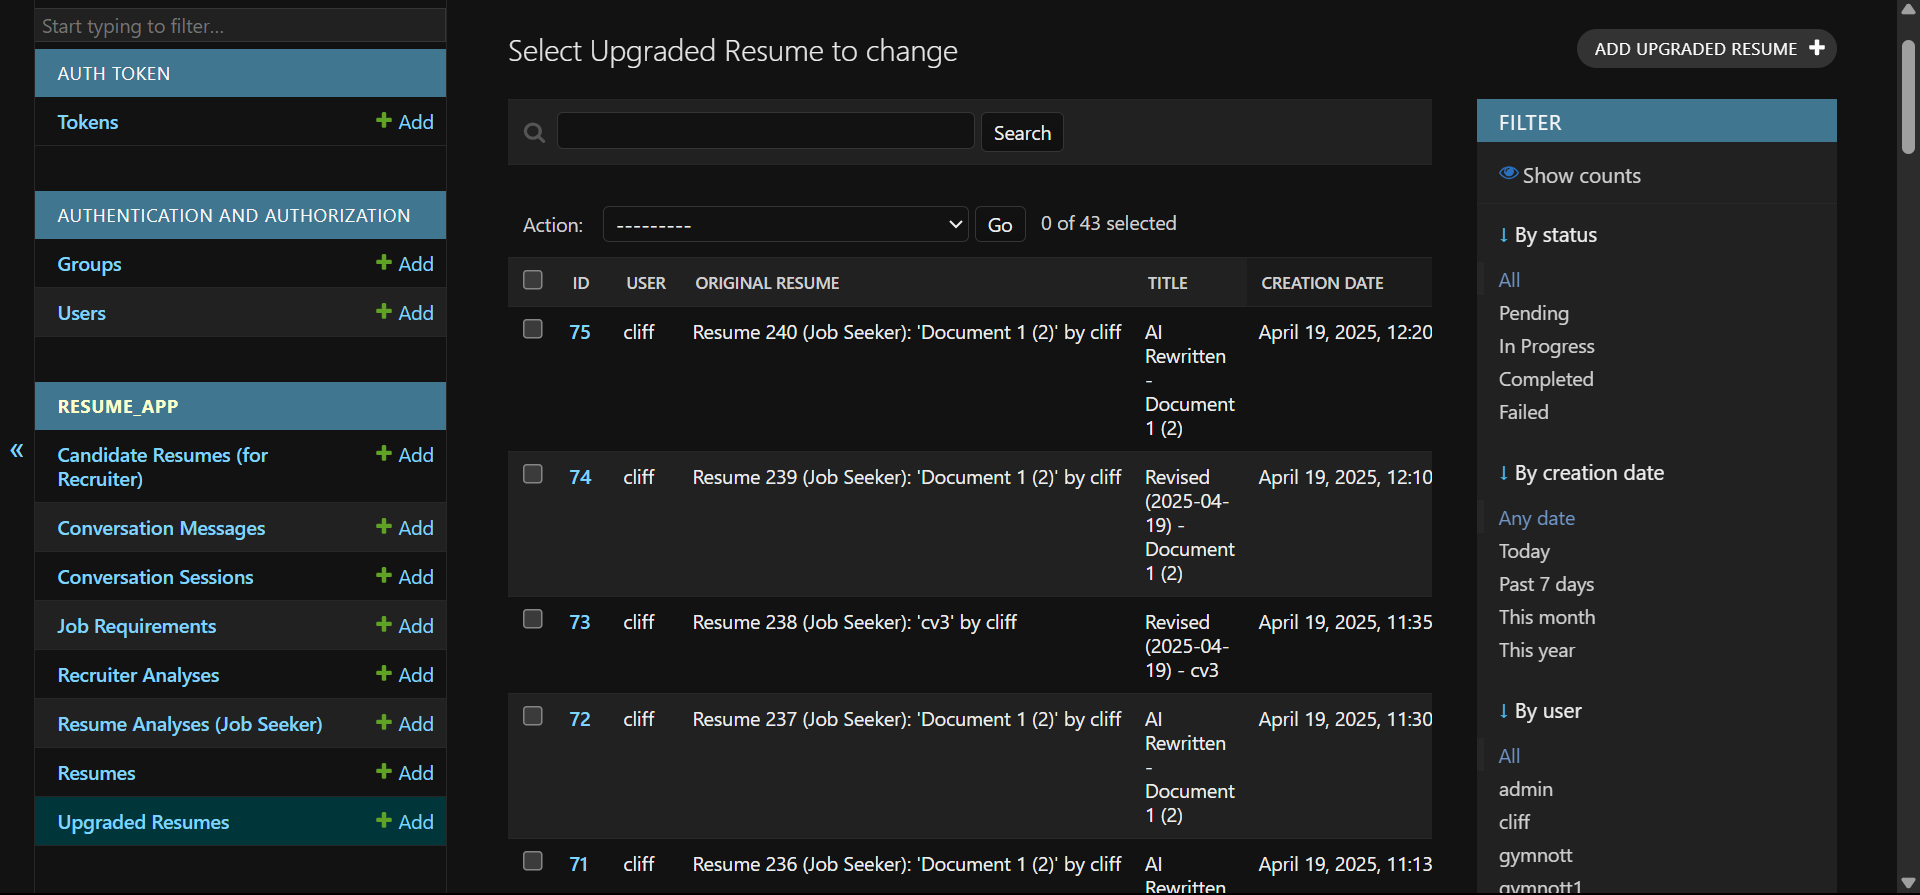 Start typing to filter...
AUTH TOKEN
Tokens
Add
AUTHENTICATION AND AUTHORIZATION
Groups
Add
Users
Add
RESUME_APP
Candidate Resumes (for
Recruiter)
Add
Conversation Messages
Add
Conversation Sessions
Add
Job Requirements
Add
Recruiter Analyses
Add
Resume Analyses (Job Seeker)
Add
Resumes
Add
Upgraded Resumes
Add
«
Select Upgraded Resume to change
ADD UPGRADED RESUME
Search
Action:
---------
Go
0 of 43 selected
ID USER ORIGINAL RESUME TITLE CREATION DATE
75 cliff Resume 240 (Job Seeker): 'Document 1 (2)' by cliff AI April 19, 2025, 12:20
Rewritten
-
Document
1 (2)
74 cliff Resume 239 (Job Seeker): 'Document 1 (2)' by cliff Revised April 19, 2025, 12:10
(2025-04-
19) -
Document
1 (2)
73 cliff Resume 238 (Job Seeker): 'cv3' by cliff Revised April 19, 2025, 11:35
(2025-04-
19) - cv3
72 cliff Resume 237 (Job Seeker): 'Document 1 (2)' by cliff AI April 19, 2025, 11:30
Rewritten
-
Document
1 (2)
71 cliff Resume 236 (Job Seeker): 'Document 1 (2)' by cliff AI April 19, 2025, 11:13
Rewritten
FILTER
Show counts
↓ By status
All
Pending
In Progress
Completed
Failed
↓ By creation date
Any date
Today
Past 7 days
This month
This year
↓ By user
All
admin
cliff
gymnott
gymnott1